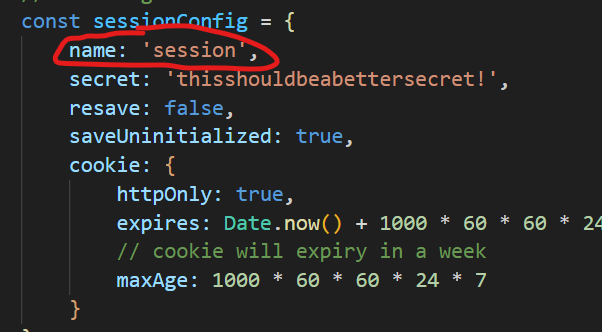 const sessionConfig = {
name: 'session',
secret: 'thisshouldbeabettersecret!',
resave: false,
saveUninitialized: true,
cookie: {
httpOnly: true,
expires: Date.now() + 1000 * 60 * 60 * 24
// cookie will expiry in a week
maxAge: 1000 * 60 * 60 * 24 * 7
}